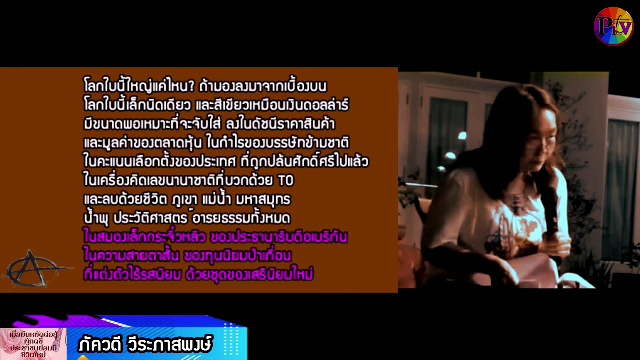 PtV
โลกใบนี้ใหญ่แค่ไหน? ถ้ามองลงมาจากเบื้องบน
โลกใบนี้เล็กนิดเดียว และสีเขียวเหมือนเงินดอลล่าร์
มีขนาดพอเหมาะที่จะจับใส่ ลงในดัชนีราคาสินค้า
และมูลค่าของตลาดหุ้น ในกำไรของบรรษัทข้ามชาติ
ในคะแนนเลือกตั้งของประเทศ ที่ถูกปล้นศักดิ์ศรีไปแล้ว
ในเครื่องคิดเลขนานาชาติที่บวกด้วย TO
และลบด้วยชีวิต ภูเขา แม่น้ำ มหาสมุทร
น้ำพุ ประวัติศาสตร์ อารยธรรมทั้งหมด
ในสมองเล็กกระจิ๋วหลิว ของประธานาธิบดีอเมริกัน
ในความสายตาสั้น ของทุนนิยมป่าเถื่อน
ที่แต่งตัวไร้รสนิยม ด้วยชุดของเสรีนิยมใหม่
ภัควดี วีระภาสพงษ์